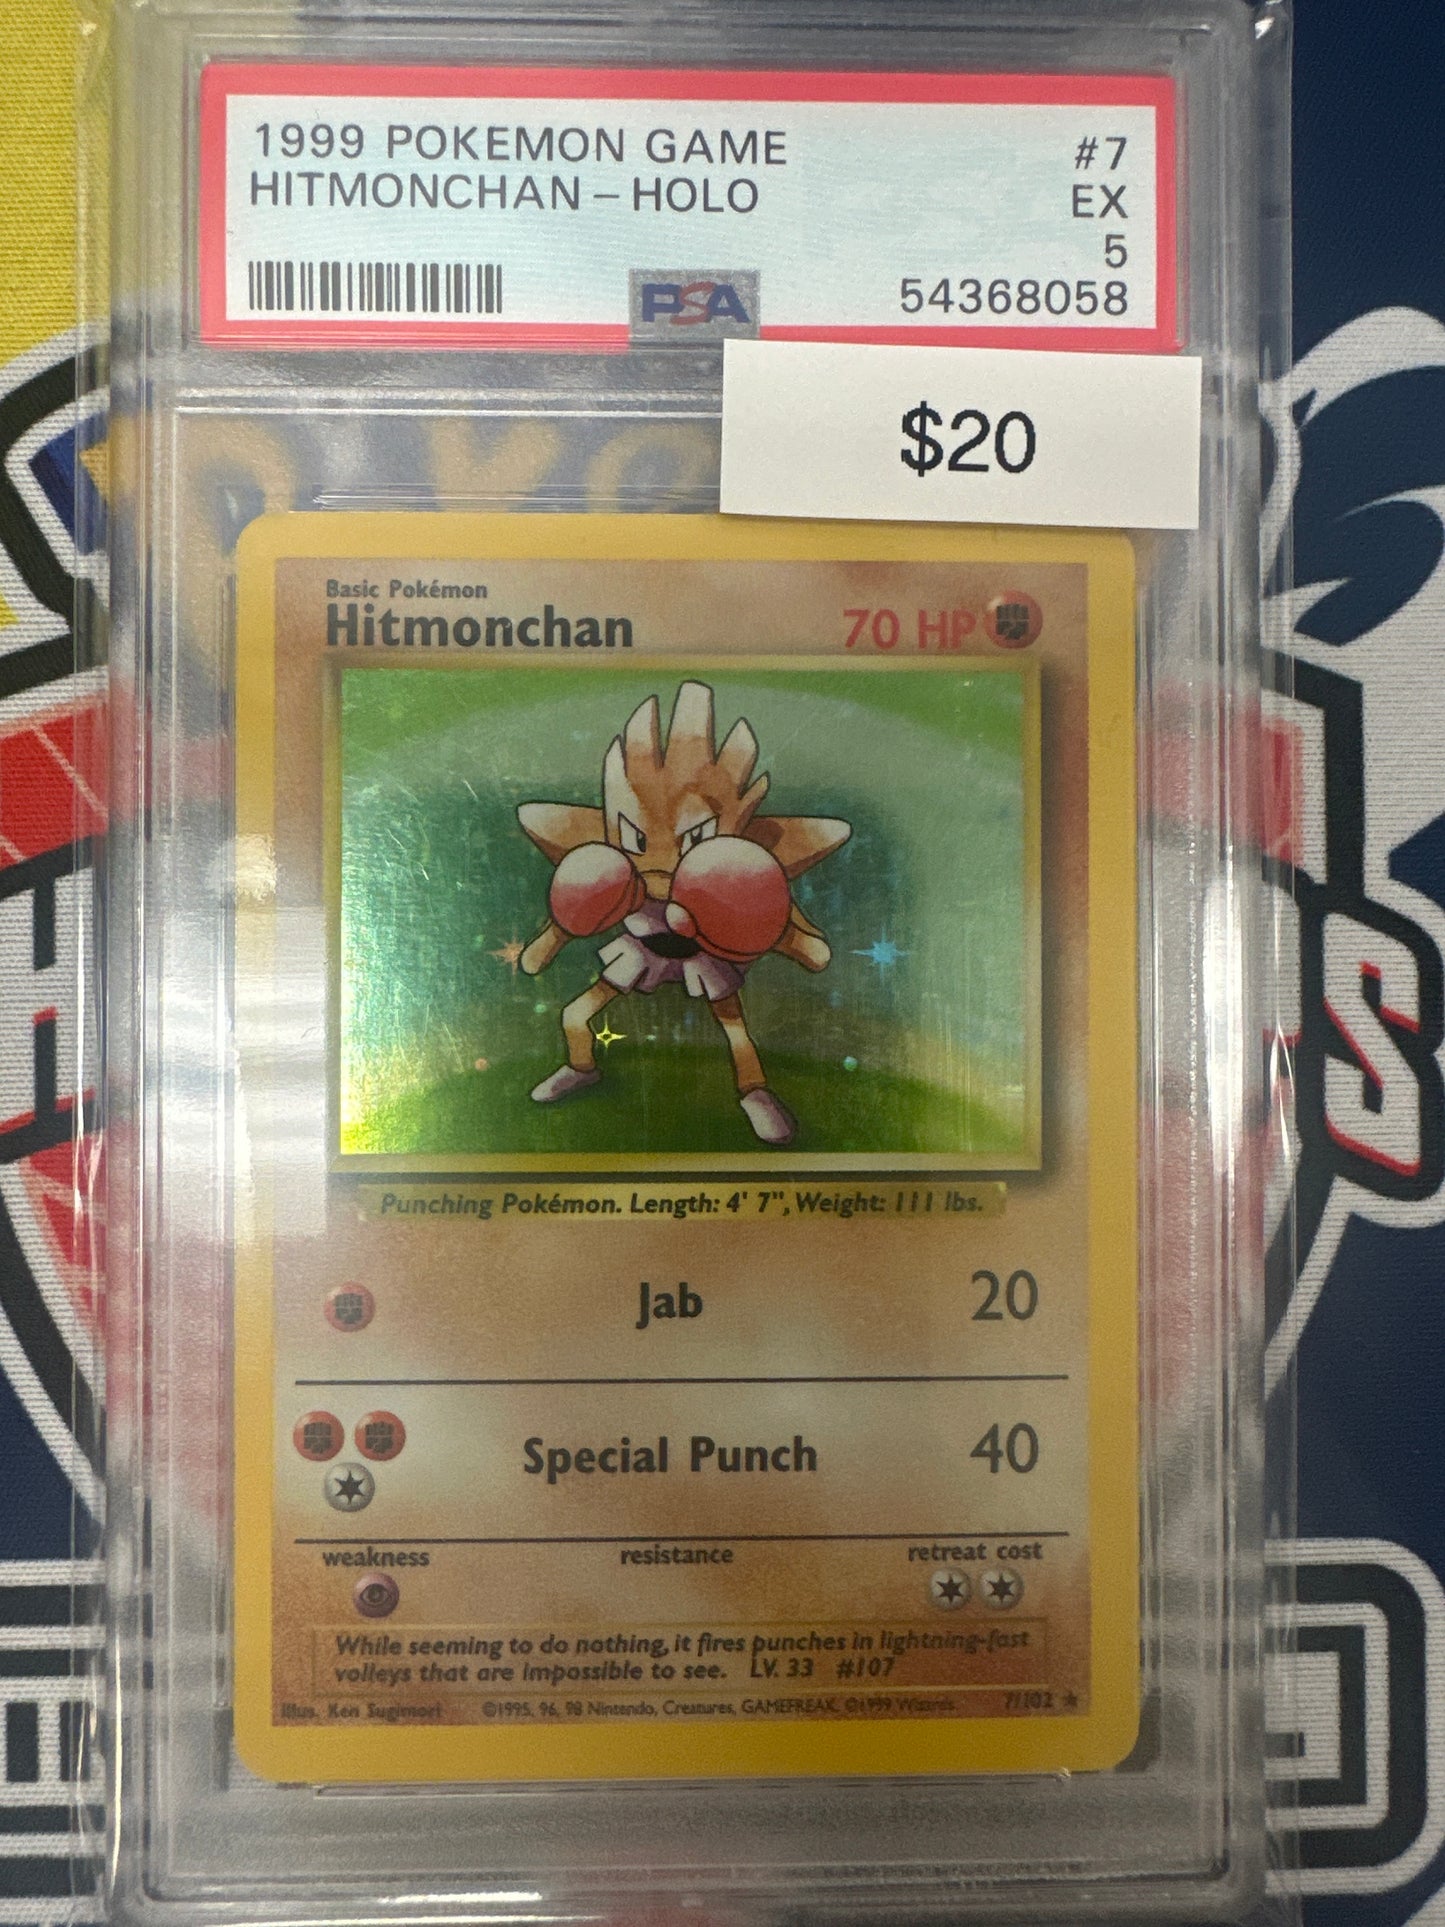 1999 POKEMON GAME #7
HITMONCHAN – HOLO EX
5
PSA 54368058
$20
Basic Pokémon
Hitmonchan 70 HP
Punching Pokémon. Length: 4' 7", Weight: 111 lbs.
Jab 20
Special Punch 40
weakness resistance retreat cost
While seeming to do nothing, it fires punches in lightning-fast
volleys that are impossible to see. LV. 33 #107
Illus. Ken Sugimori ©1995, 96, 98 Nintendo, Creatures, GAMEFREAK. ©1999 Wizards. 7/102 ★